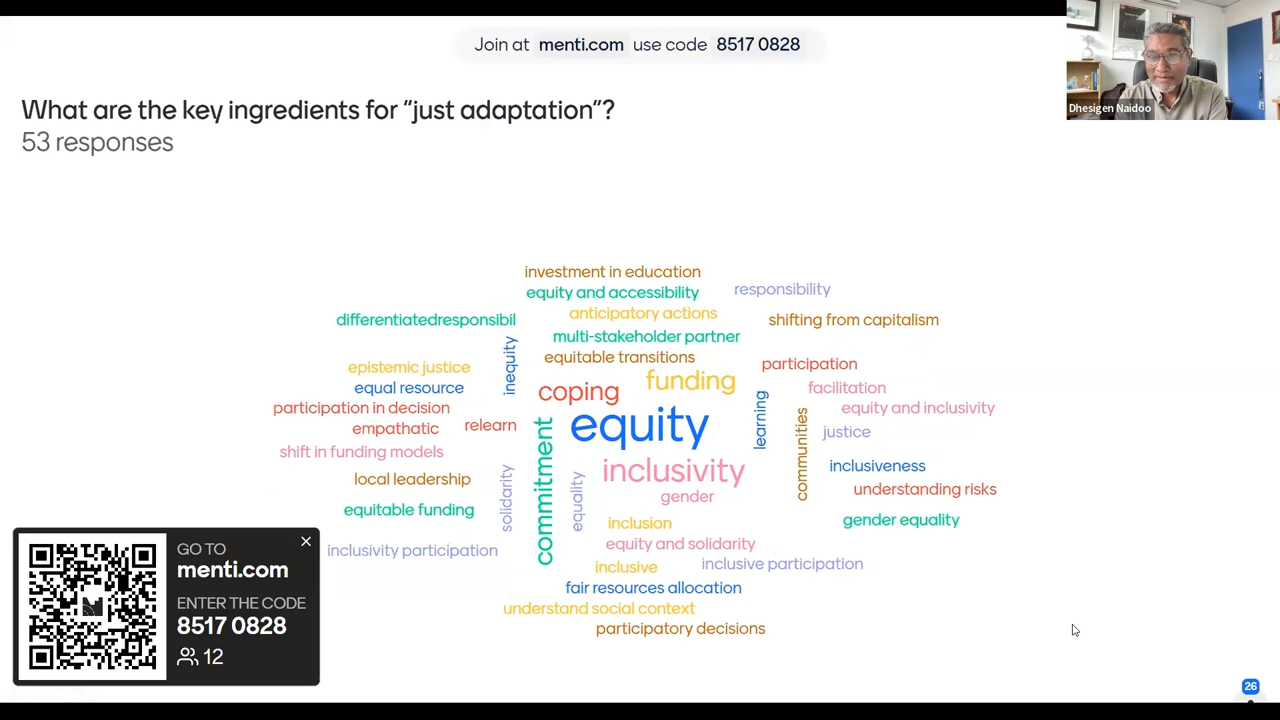 Join at menti.com use code 8517 0828
Dhesigen Naidoo
What are the key ingredients for "just adaptation"?
53 responses
investment in education
equity and accessibility
responsibility
anticipatory actions
differentiatedresponsibil
shifting from capitalism
multi-stakeholder partner
inequity
equitable transitions
participation
epistemic justice
funding
equal resource
coping
facilitation
participation in decision
learning
communities
equity and inclusivity
empathatic
relearn
equity
justice
shift in funding models
commitment
inclusivity
inclusiveness
local leadership
solidarity
equality
gender
understanding risks
equitable funding
inclusion
gender equality
inclusivity participation
equity and solidarity
inclusive
inclusive participation
fair resources allocation
understand social context
participatory decisions
GO TO
menti.com
ENTER THE CODE
8517 0828
12
26